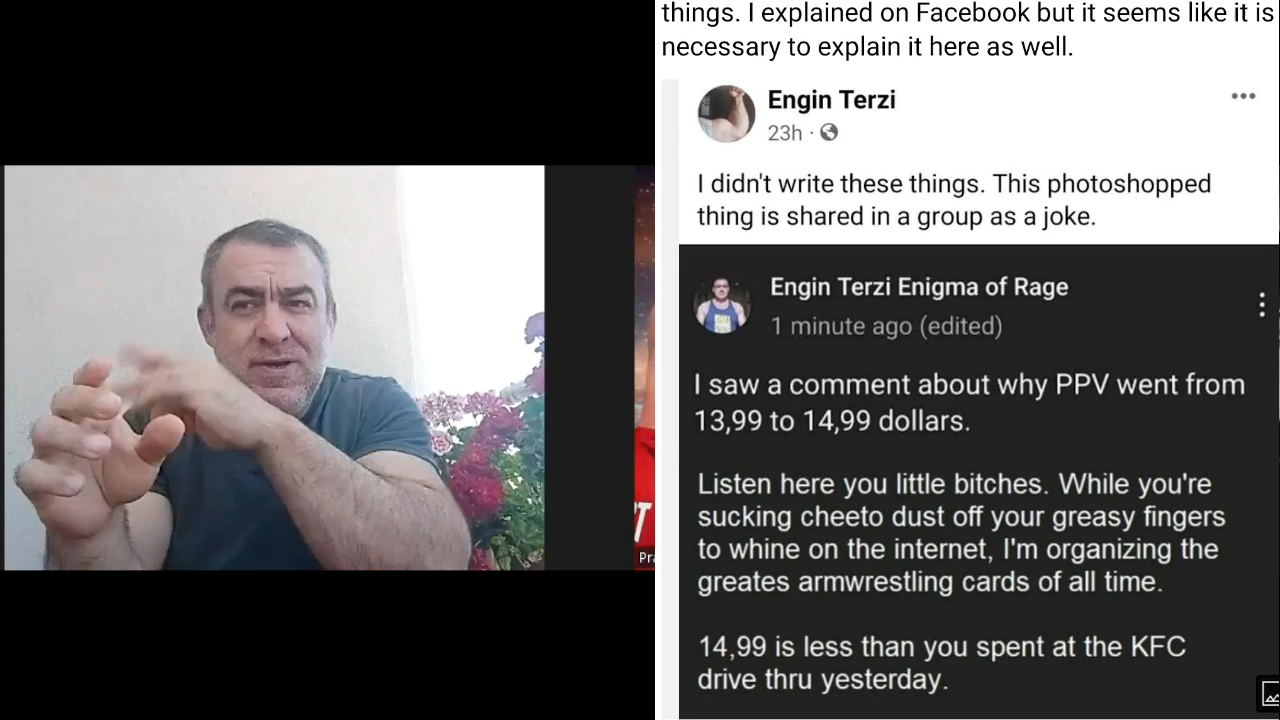 things. I explained on Facebook but it seems like it is
necessary to explain it here as well.
Engin Terzi
23h ·
I didn't write these things. This photoshopped
thing is shared in a group as a joke.
Engin Terzi Enigma of Rage
1 minute ago (edited)
I saw a comment about why PPV went from
13,99 to 14,99 dollars.
Listen here you little bitches. While you're
sucking cheeto dust off your greasy fingers
to whine on the internet, I'm organizing the
greates armwrestling cards of all time.
14,99 is less than you spent at the KFC
drive thru yesterday.